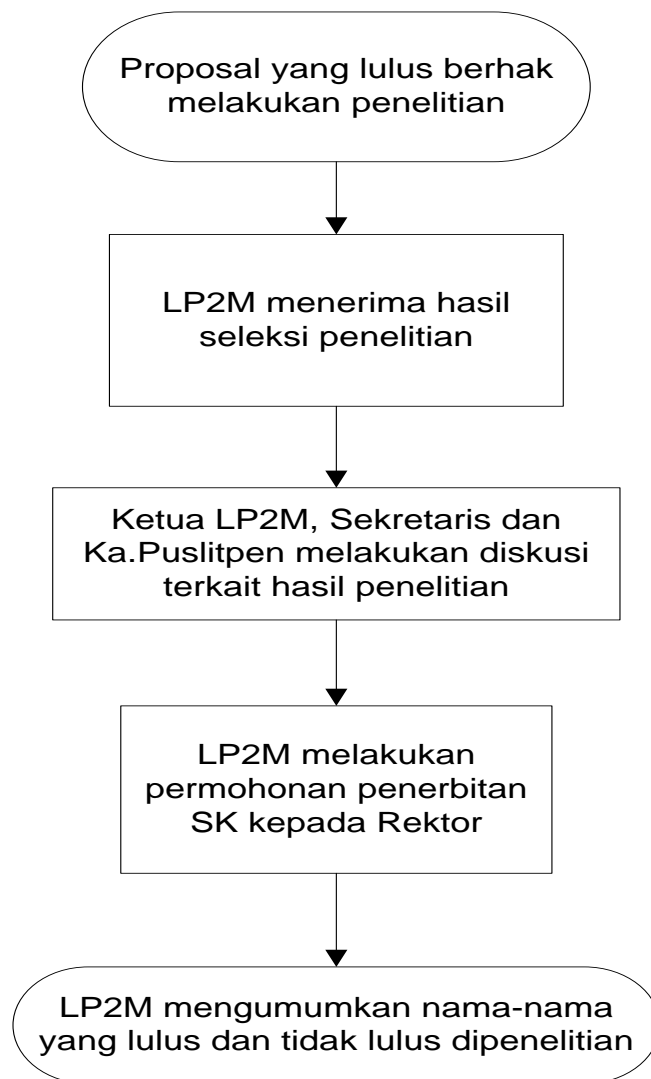 Proposal yang lulus berhak
melakukan penelitian
LP2M menerima hasil
seleksi penelitian
Ketua LP2M, Sekretaris dan
Ka.Puslitpen melakukan diskusi
terkait hasil penelitian
LP2M melakukan
permohonan penerbitan
SK kepada Rektor
LP2M mengumumkan nama-nama
yang lulus dan tidak lulus dipenelitian